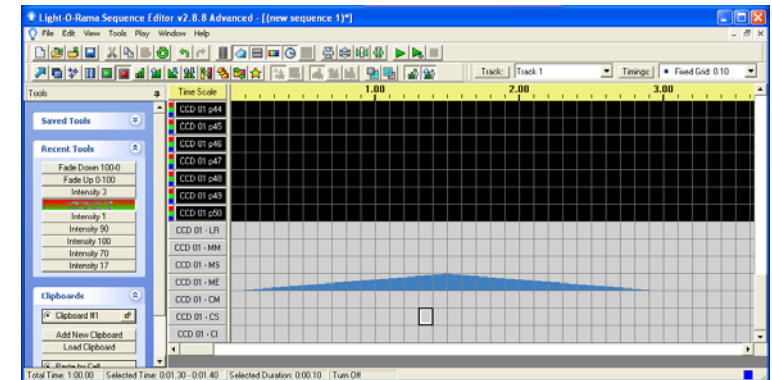 Light-O-Rama Sequence Editor v2.8.8 Advanced - [(new sequence 1)*]
File Edit View Tools Play Window Help
Track: Track 1 Timings: Fixed Grid: 0.10
Tools Time Scale 1.00 2.00 3.00
CCD 01 p44
Saved Tools CCD 01 p45
CCD 01 p46
Recent Tools CCD 01 p47
Fade Down 100-0 CCD 01 p48
Fade Up 0-100
Intensity 3 CCD 01 p49
CCD 01 p50
Intensity 1
Intensity 90 CCD 01 - LR
Intensity 100 CCD 01 - MM
Intensity 70
Intensity 17 CCD 01 - MS
CCD 01 - ME
Clipboards CCD 01 - CM
Clipboard #1 CCD 01 - CS
Add New Clipboard CCD 01 - CI
Load Clipboard
Paste by Cell
Total Time: 1:00.00 Selected Time: 0:01.30 - 0:01.40 Selected Duration: 0:00.10 Turn Off